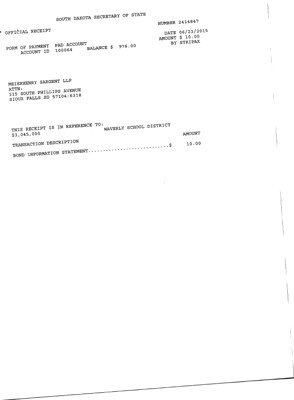 SOUTH DAKOTA SECRETARY OF STATE
NUMBER 2414847
* OFFICIAL RECEIPT
DATE 06/23/2015
AMOUNT $ 10.00
BY STRIPAX
FORM OF PAYMENT PAD ACCOUNT
ACCOUNT ID 100064 BALANCE $ 976.00
MEIERHENRY SARGENT LLP
ATTN:
315 SOUTH PHILLIPS AVENUE
SIOUX FALLS SD 57104-6318
THIS RECEIPT IS IN REFERENCE TO:
$3,040,000 WAVERLY SCHOOL DISTRICT
TRANSACTION DESCRIPTION AMOUNT
BOND INFORMATION STATEMENT............................$ 10.00